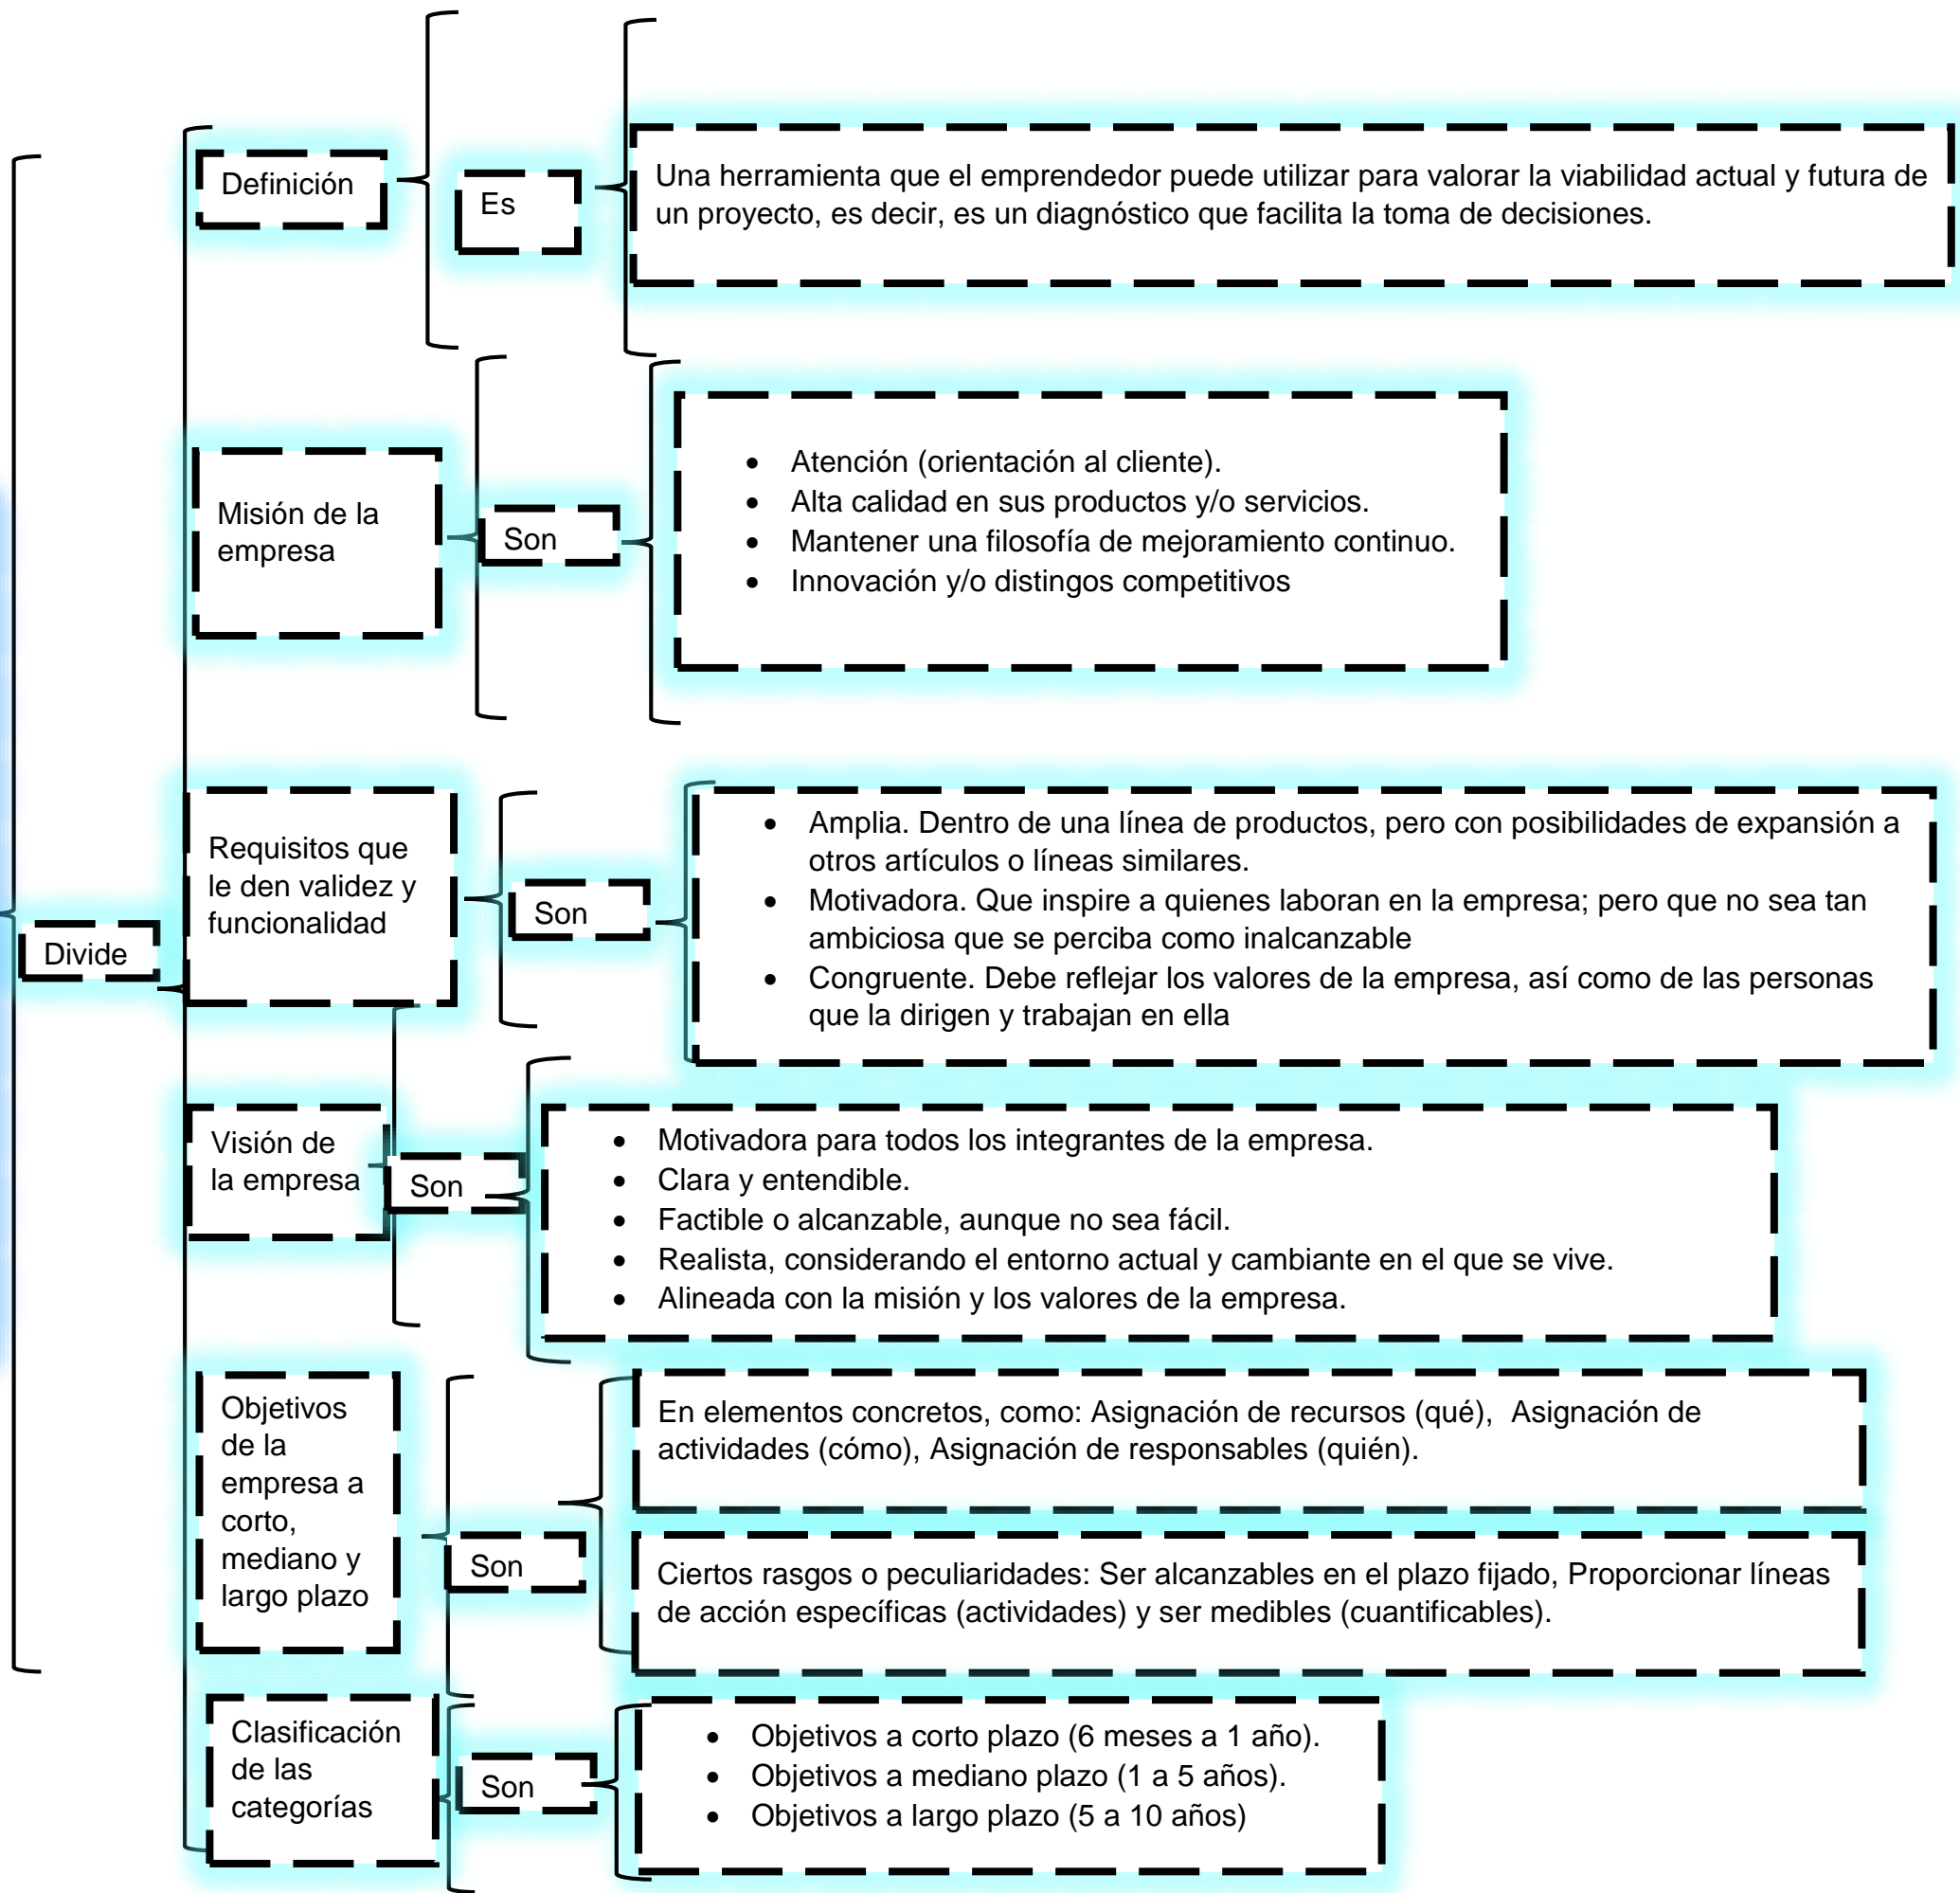 Definición
Es
Una herramienta que el emprendedor puede utilizar para valorar la viabilidad actual y futura de
un proyecto, es decir, es un diagnóstico que facilita la toma de decisiones.
Misión de la
empresa
Son
• Atención (orientación al cliente).
• Alta calidad en sus productos y/o servicios.
• Mantener una filosofía de mejoramiento continuo.
• Innovación y/o distingos competitivos
Divide
Requisitos que
le den validez y
funcionalidad
Son
• Amplia. Dentro de una línea de productos, pero con posibilidades de expansión a
otros artículos o líneas similares.
• Motivadora. Que inspire a quienes laboran en la empresa; pero que no sea tan
ambiciosa que se perciba como inalcanzable
• Congruente. Debe reflejar los valores de la empresa, así como de las personas
que la dirigen y trabajan en ella
Visión de
la empresa
Son
• Motivadora para todos los integrantes de la empresa.
• Clara y entendible.
• Factible o alcanzable, aunque no sea fácil.
• Realista, considerando el entorno actual y cambiante en el que se vive.
• Alineada con la misión y los valores de la empresa.
Objetivos
de la
empresa a
corto,
mediano y
largo plazo
Son
En elementos concretos, como: Asignación de recursos (qué), Asignación de
actividades (cómo), Asignación de responsables (quién).
Ciertos rasgos o peculiaridades: Ser alcanzables en el plazo fijado, Proporcionar líneas
de acción específicas (actividades) y ser medibles (cuantificables).
Clasificación
de las
categorías
Son
• Objetivos a corto plazo (6 meses a 1 año).
• Objetivos a mediano plazo (1 a 5 años).
• Objetivos a largo plazo (5 a 10 años)